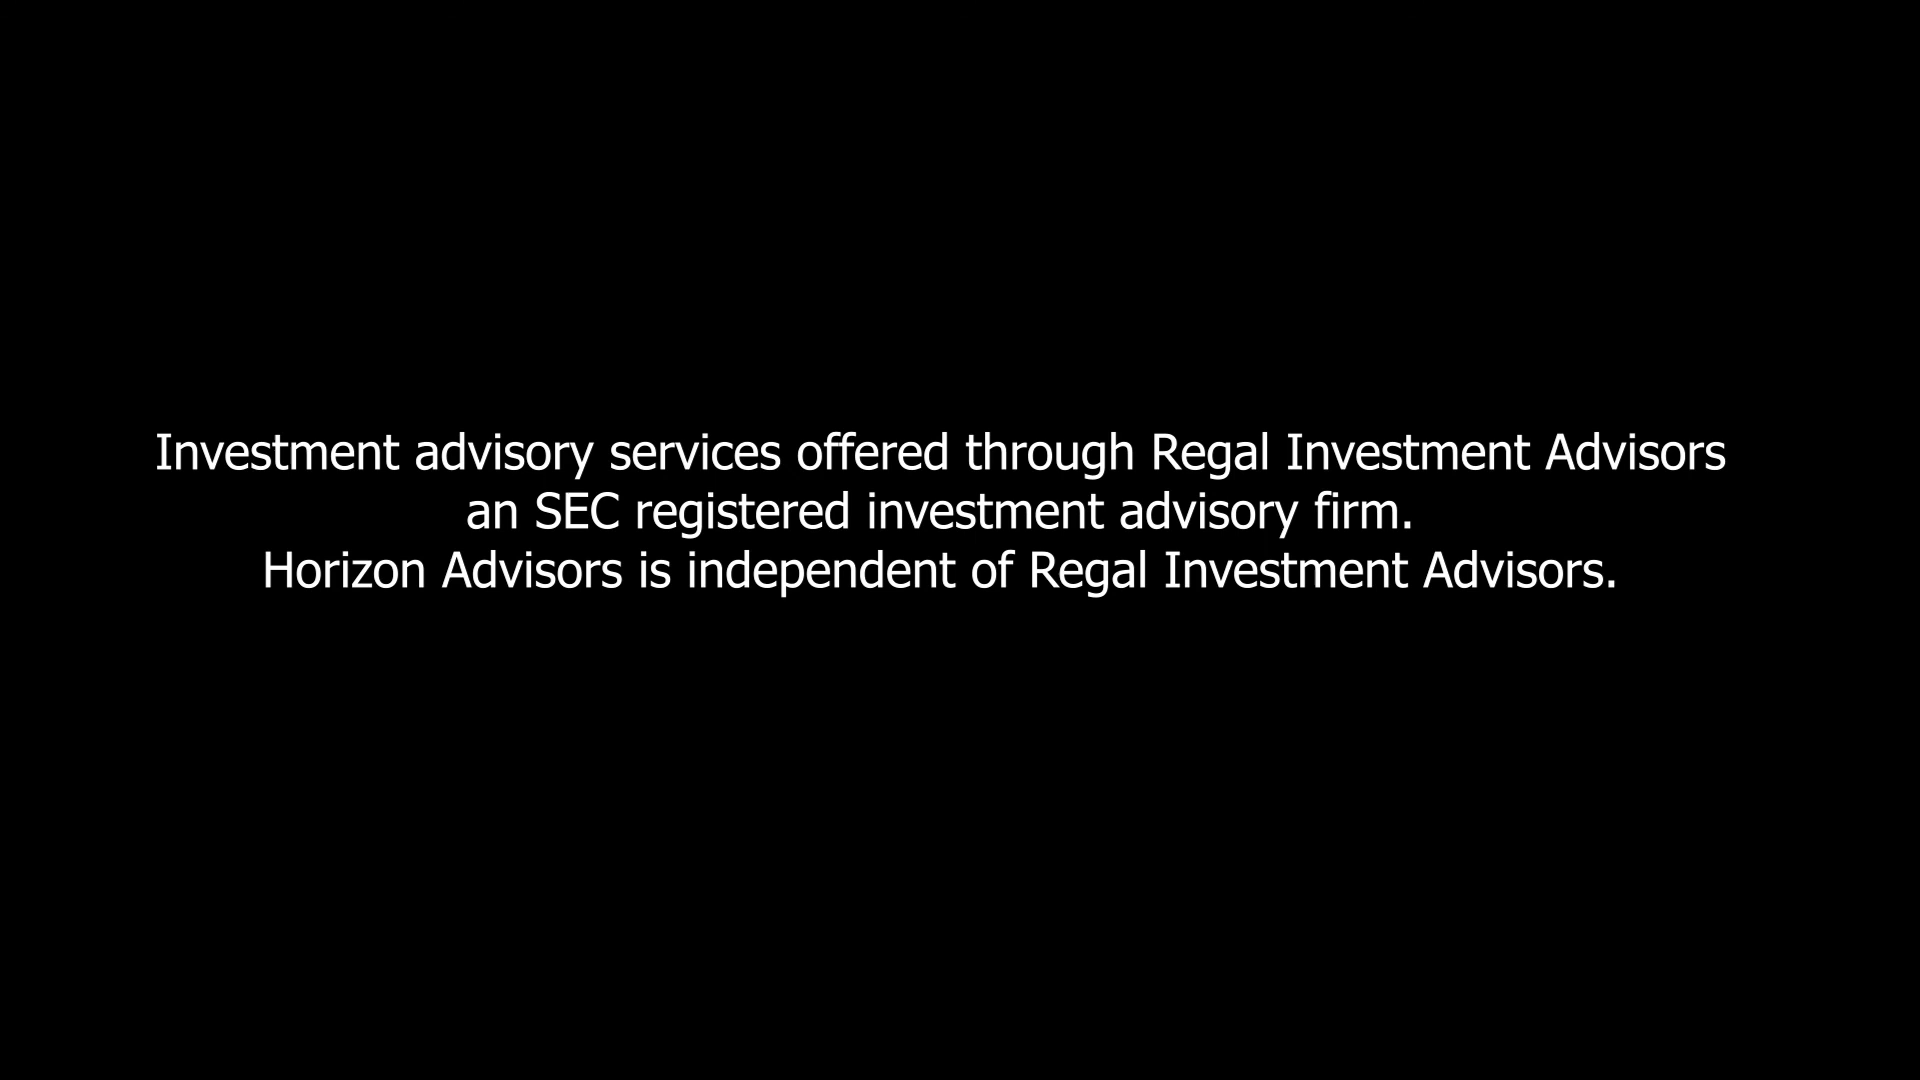 Investment advisory services offered through Regal Investment Advisors
an SEC registered investment advisory firm.
Horizon Advisors is independent of Regal Investment Advisors.